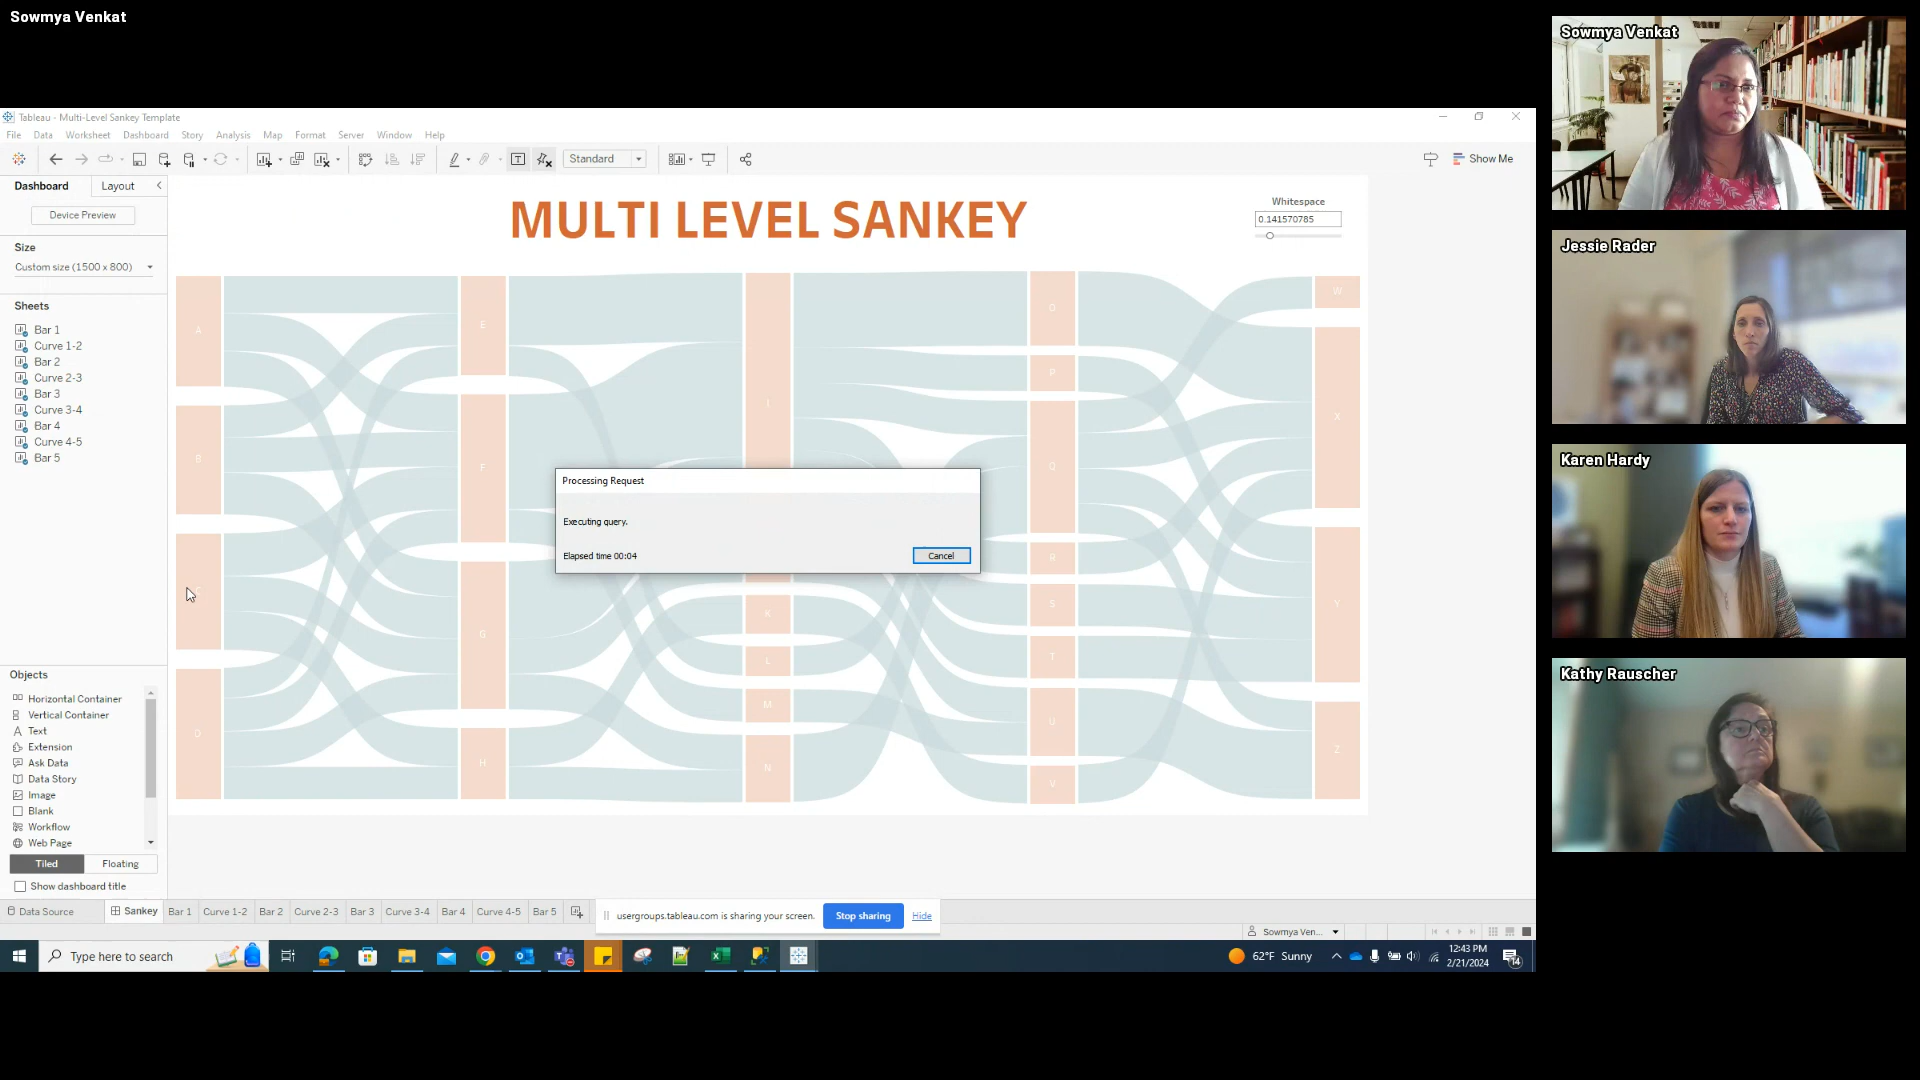 Sowmya Venkat
Tableau - Multi-Level Sankey Template
File Data Worksheet Dashboard Story Analysis Map Format Server Window Help
Standard
Show Me
Dashboard Layout
Device Preview
Size
Custom size (1500 x 800)
Sheets
Bar 1
Curve 1-2
Bar 2
Curve 2-3
Bar 3
Curve 3-4
Bar 4
Curve 4-5
Bar 5
Objects
Horizontal Container
Vertical Container
Text
Extension
Ask Data
Data Story
Image
Blank
Workflow
Web Page
Tiled Floating
Show dashboard title
MULTI LEVEL SANKEY
Whitespace
0.141570785
A
B
D
E
F
G
H
I
K
L
M
N
O
P
Q
R
S
T
U
V
W
X
Y
Z
Processing Request
Executing query.
Elapsed time 00:04
Cancel
Data Source Sankey Bar 1 Curve 1-2 Bar 2 Curve 2-3 Bar 3 Curve 3-4 Bar 4 Curve 4-5 Bar 5
usergroups.tableau.com is sharing your screen. Stop sharing Hide
Sowmya Ven...
Type here to search
62°F Sunny
12:43 PM
2/21/2024
14
Sowmya Venkat
Jessie Rader
Karen Hardy
Kathy Rauscher